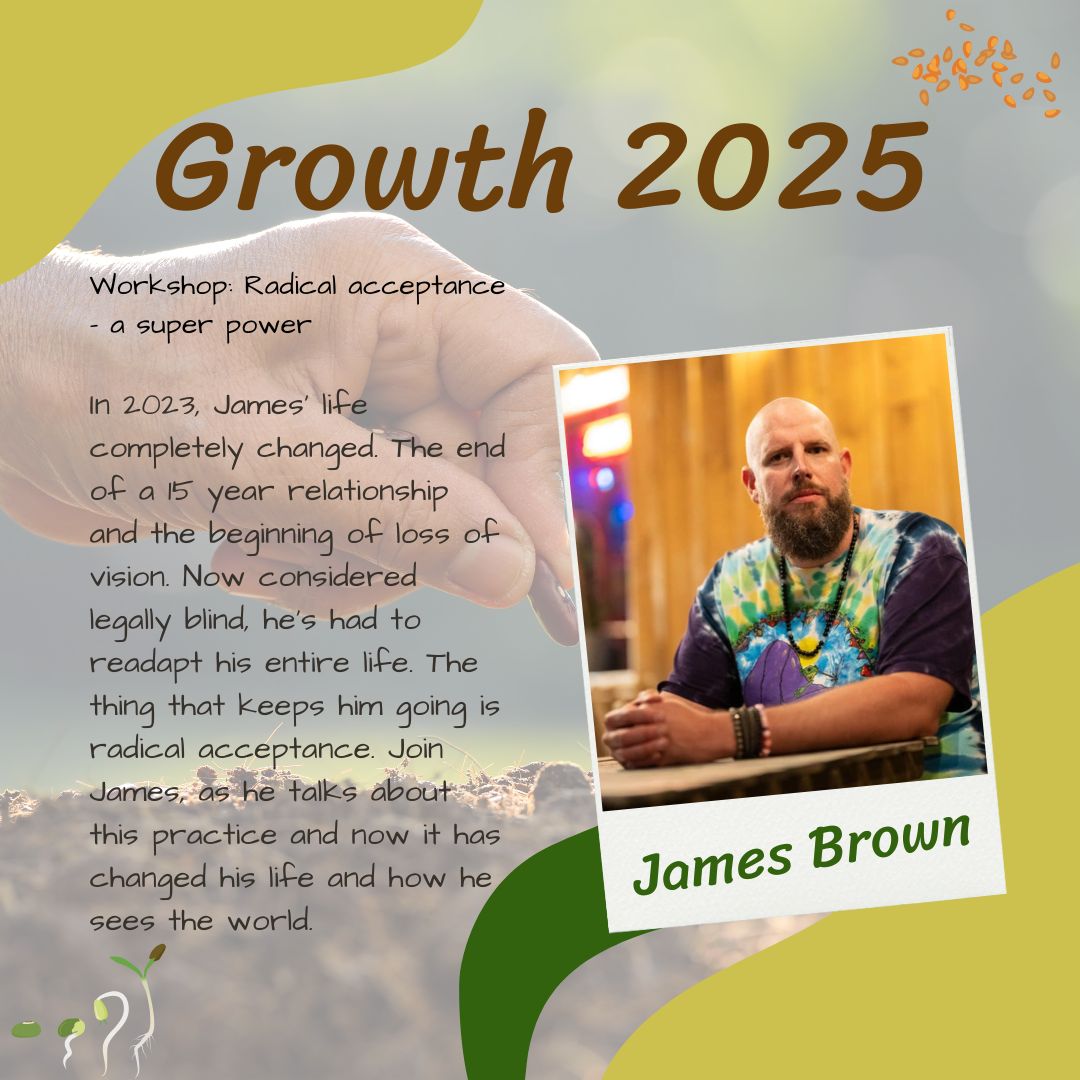 Growth 2025
Workshop: Radical acceptance
- a super power
In 2023, James' life
completely changed. The end
of a 15 year relationship
and the beginning of loss of
vision. Now considered
legally blind, he's had to
readapt his entire life. The
thing that keeps him going is
radical acceptance. Join
James, as he talks about
this practice and now it has
changed his life and how he
sees the world.
James Brown